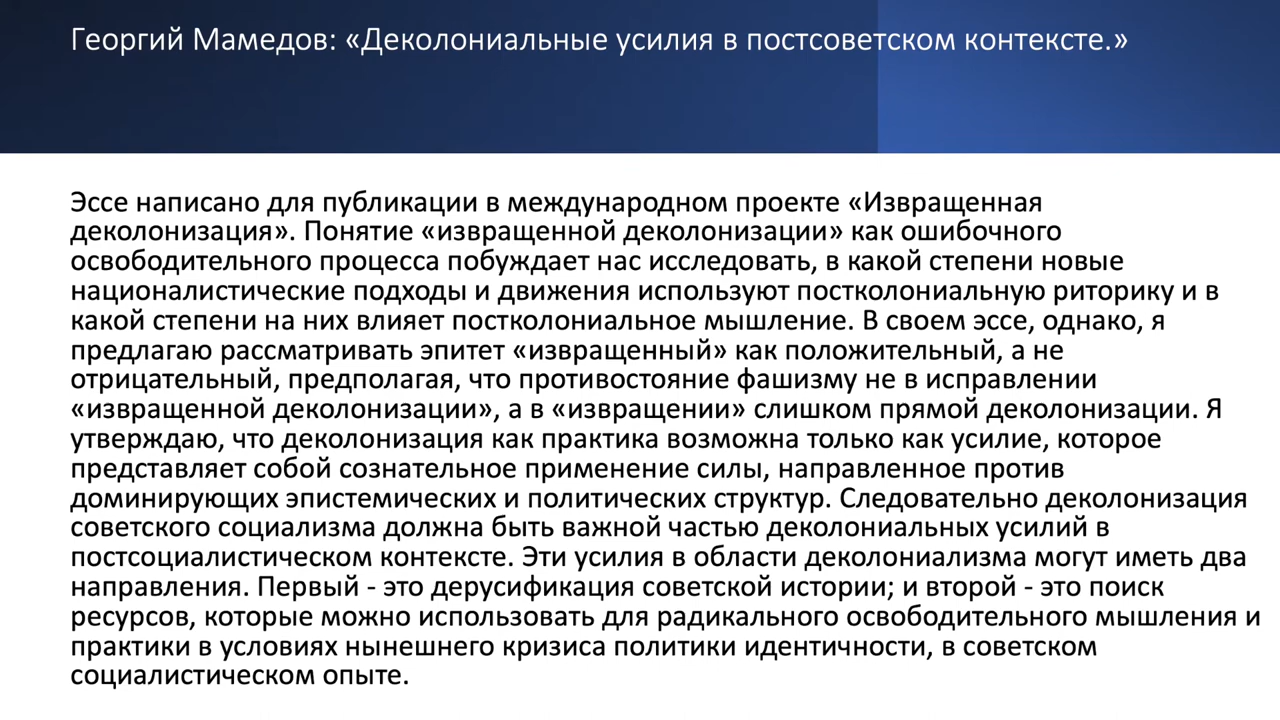 Георгий Мамедов: «Деколониальные усилия в постсоветском контексте.»
Эссе написано для публикации в международном проекте «Извращенная
деколонизация». Понятие «извращенной деколонизации» как ошибочного
освободительного процесса побуждает нас исследовать, в какой степени новые
националистические подходы и движения используют постколониальную риторику и в
какой степени на них влияет постколониальное мышление. В своем эссе, однако, я
предлагаю рассматривать эпитет «извращенный» как положительный, а не
отрицательный, предполагая, что противостояние фашизму не в исправлении
«извращенной деколонизации», а в «извращении» слишком прямой деколонизации. Я
утверждаю, что деколонизация как практика возможна только как усилие, которое
представляет собой сознательное применение силы, направленное против
доминирующих эпистемических и политических структур. Следовательно деколонизация
советского социализма должна быть важной частью деколониальных усилий в
постсоциалистическом контексте. Эти усилия в области деколониализма могут иметь два
направления. Первый - это дерусификация советской истории; и второй - это поиск
ресурсов, которые можно использовать для радикального освободительного мышления и
практики в условиях нынешнего кризиса политики идентичности, в советском
социалистическом опыте.